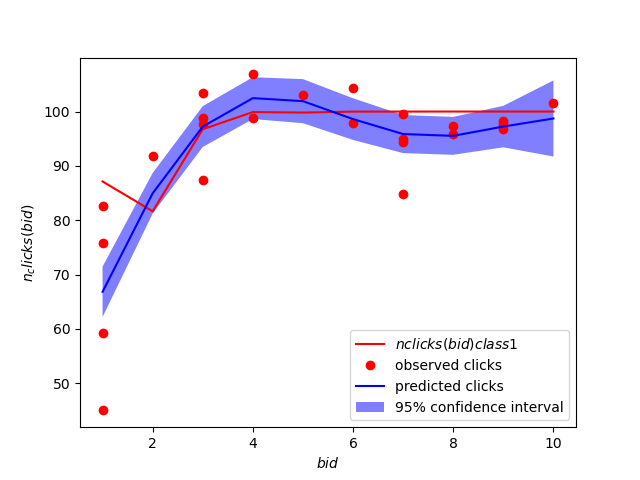 100
90
80
70
60
50
n_clicks(bid)
nclicks(bid)class1
observed clicks
predicted clicks
95% confidence interval
2
4
6
8
10
bid